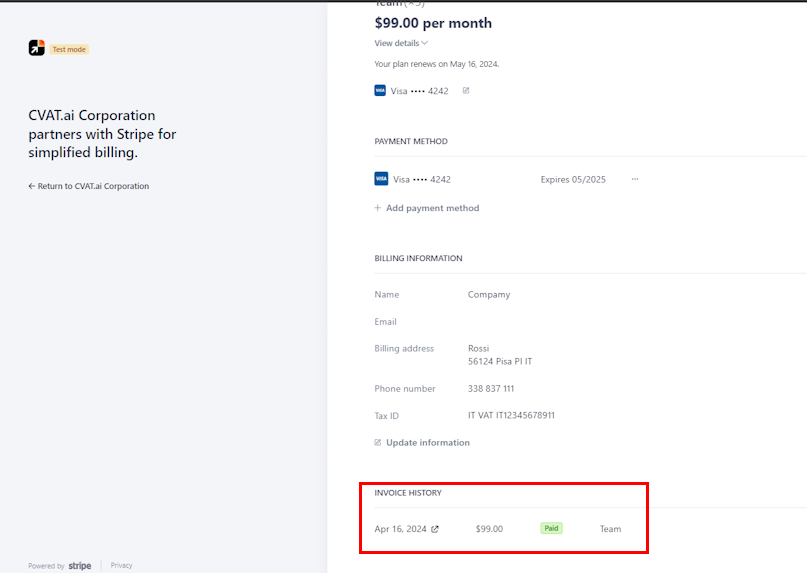 Team (×3)
$99.00 per month
View details
Your plan renews on May 16, 2024.
VISA Visa •••• 4242
Test mode
CVAT.ai Corporation
partners with Stripe for
simplified billing.
← Return to CVAT.ai Corporation
PAYMENT METHOD
VISA Visa •••• 4242 Expires 05/2025 ···
+ Add payment method
BILLING INFORMATION
Name Compamy
Email
Billing address Rossi
56124 Pisa PI IT
Phone number 338 837 111
Tax ID IT VAT IT12345678911
Update information
INVOICE HISTORY
Apr 16, 2024 $99.00 Paid Team
Powered by stripe Privacy